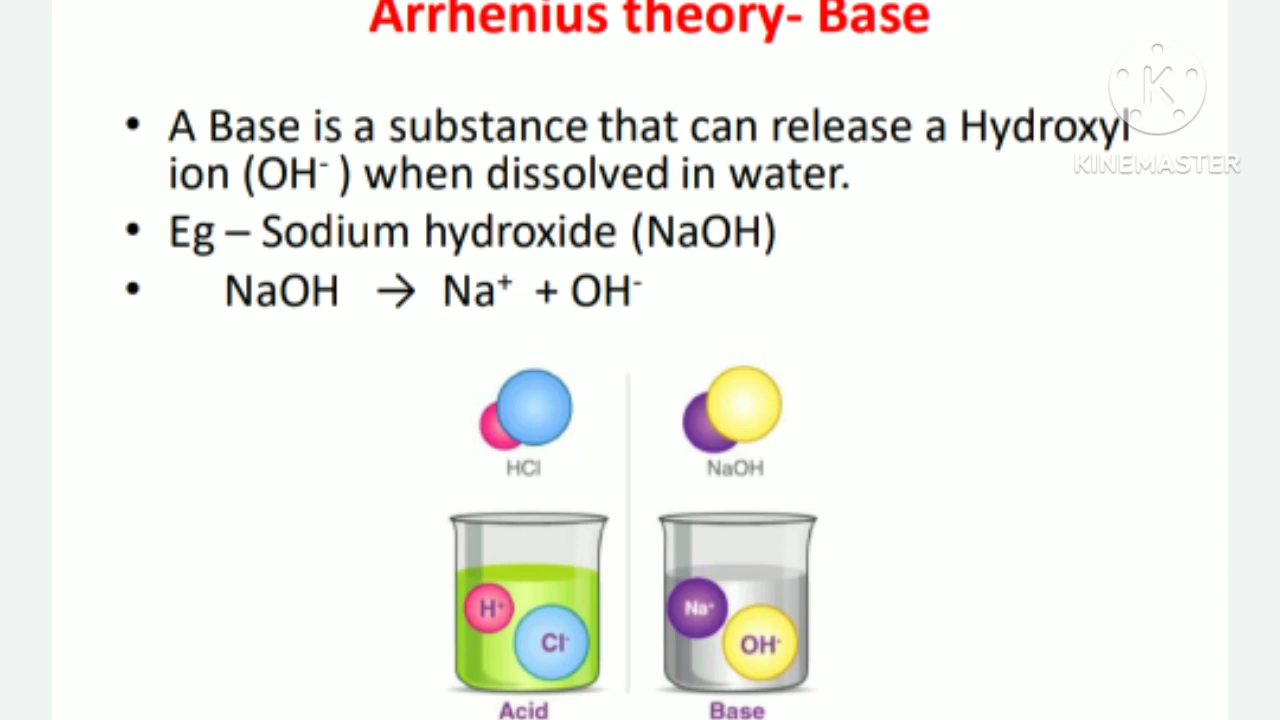 Arrhenius theory- Base
K
KINEMASTER
• A Base is a substance that can release a Hydroxyl
ion (OH⁻ ) when dissolved in water.
• Eg – Sodium hydroxide (NaOH)
• NaOH → Na⁺ + OH⁻
HCl NaOH
H⁺ Na⁺
Cl⁻ OH⁻
Acid Base